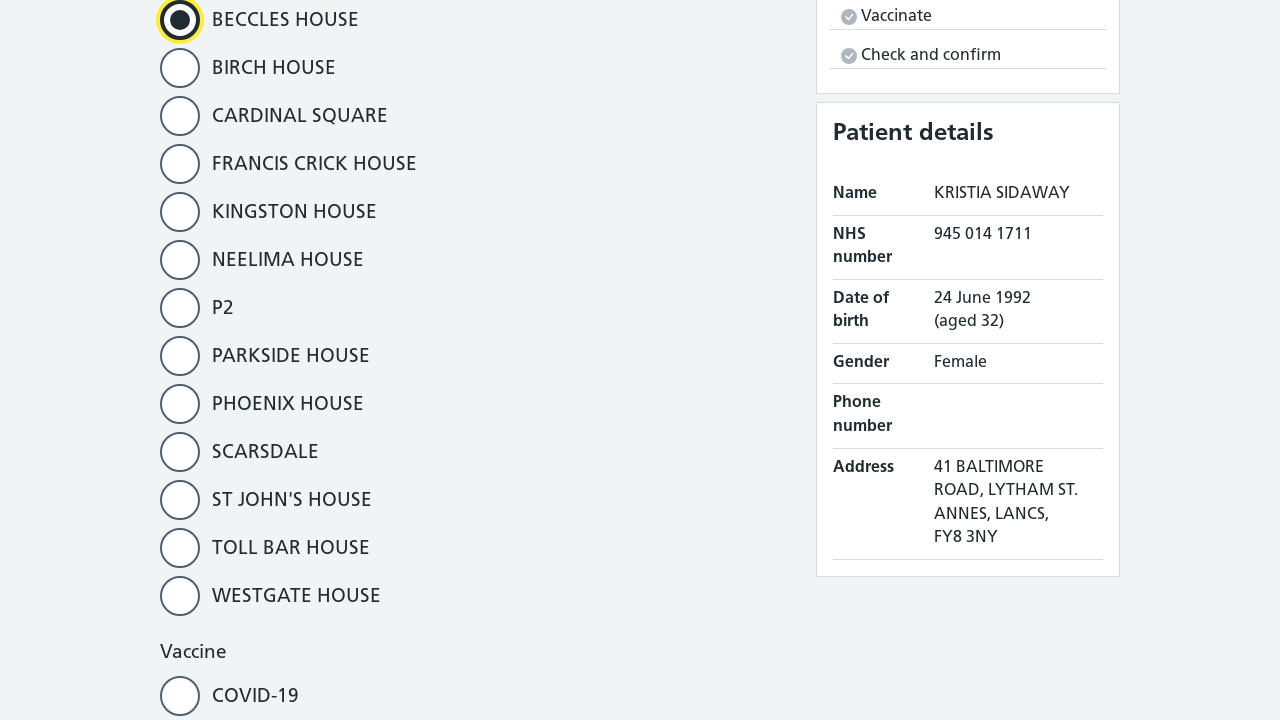 BECCLES HOUSE
BIRCH HOUSE
CARDINAL SQUARE
FRANCIS CRICK HOUSE
KINGSTON HOUSE
NEELIMA HOUSE
P2
PARKSIDE HOUSE
PHOENIX HOUSE
SCARSDALE
ST JOHN'S HOUSE
TOLL BAR HOUSE
WESTGATE HOUSE
Vaccine
COVID-19
Vaccinate
Check and confirm
Patient details
Name KRISTIA SIDAWAY
NHS 945 014 1711
number
Date of 24 June 1992
birth (aged 32)
Gender Female
Phone
number
Address 41 BALTIMORE
ROAD, LYTHAM ST.
ANNES, LANCS,
FY8 3NY